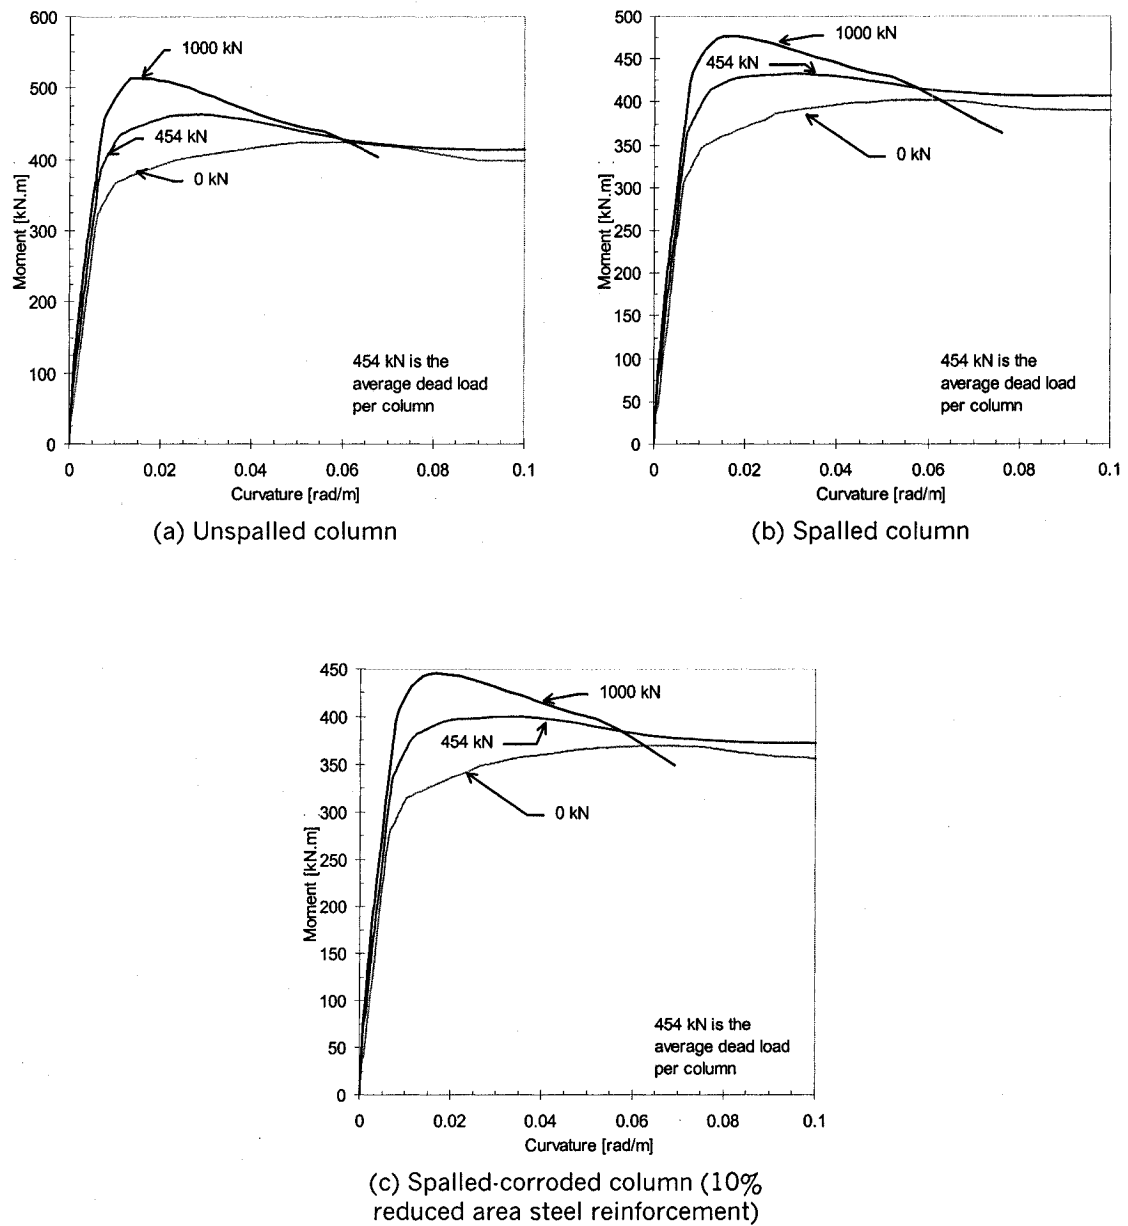 600
500
400
300
200
100
0
Moment [kN.m]
1000 kN
454 kN
0 kN
454 kN is the
average dead load
per column
0 0.02 0.04 0.06 0.08 0.1
Curvature [rad/m]
(a) Unspalled column
500
450
400
350
300
250
200
150
100
50
0
Moment [kN.m]
1000 kN
454 kN
0 kN
454 kN is the
average dead load
per column
0 0.02 0.04 0.06 0.08 0.1
Curvature [rad/m]
(b) Spalled column
450
400
350
300
250
200
150
100
50
0
Moment [kN.m]
1000 kN
454 kN
0 kN
454 kN is the
average dead load
per column
0 0.02 0.04 0.06 0.08 0.1
Curvature [rad/m]
(c) Spalled-corroded column (10%
reduced area steel reinforcement)